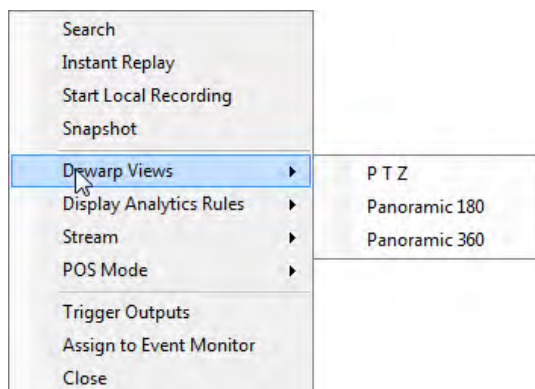 Search
Instant Replay
Start Local Recording
Snapshot
Dewarp Views
Display Analytics Rules
Stream
POS Mode
Trigger Outputs
Assign to Event Monitor
Close
P T Z
Panoramic 180
Panoramic 360